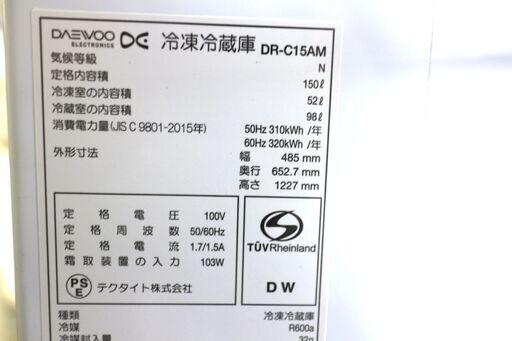 DAEWOO ELECTRONICS 冷凍冷蔵庫 DR-C15AM
気候等級 N
定格内容積 150ℓ
冷凍室の内容積 52ℓ
冷蔵室の内容積 98ℓ
消費電力量(JIS C 9801-2015年) 50Hz 310kWh /年
60Hz 320kWh /年
外形寸法 幅 485 mm
奥行 652.7 mm
高さ 1227 mm
定格電圧 100V
定格周波数 50/60Hz
定格電流 1.7/1.5A
霜取装置の入力 103W
PSE テクタイト株式会社
TÜVRheinland
DW
種類 冷凍冷蔵庫
冷媒 R600a
冷媒封入量 32g